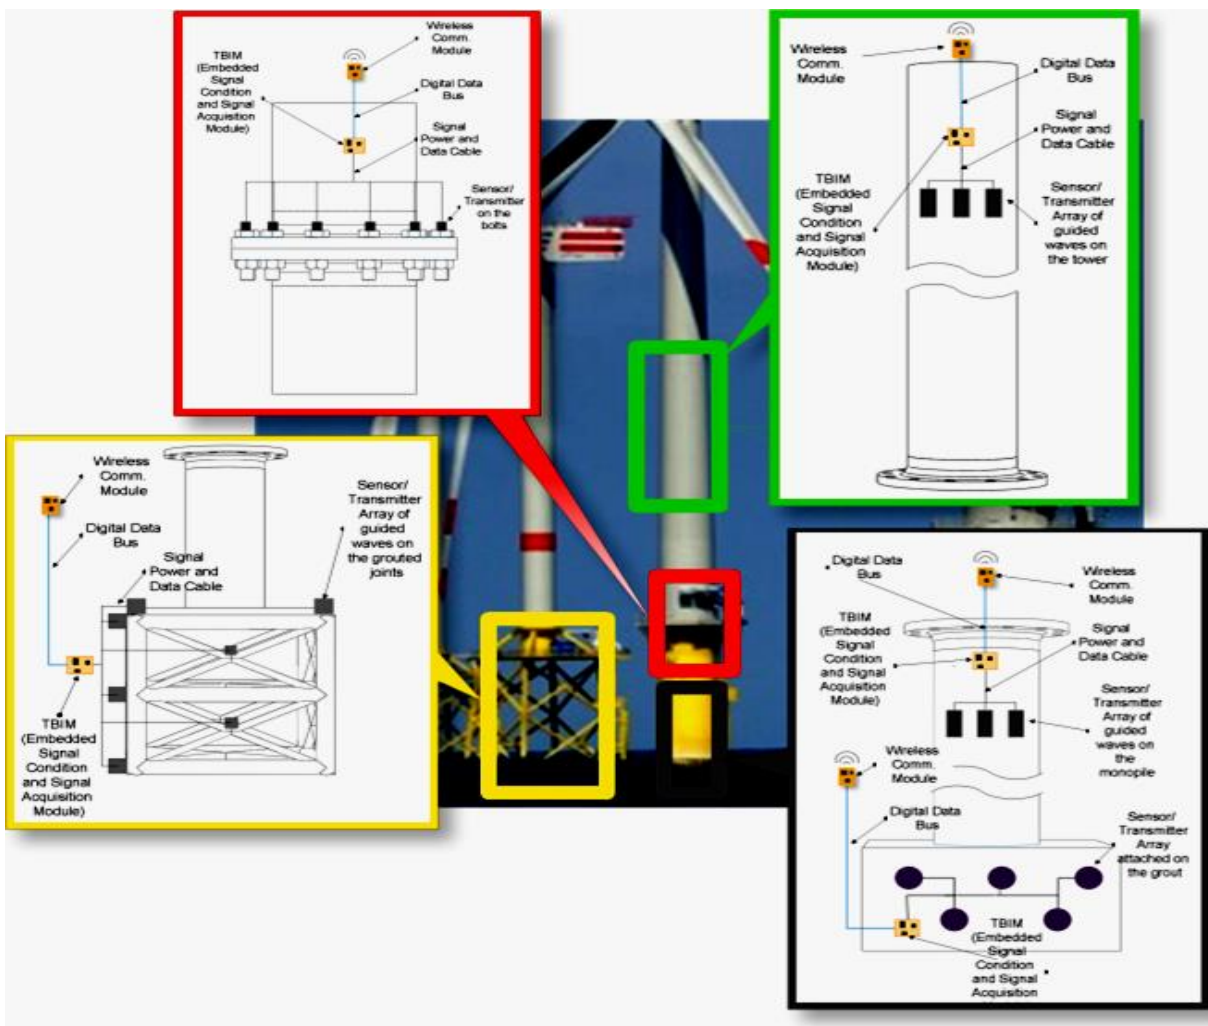 Wireless
Comm.
Module
TBIM
(Embedded
Signal
Condition
and Signal
Acquisition
Module)
Digital Data
Bus
Signal
Power and
Data Cable
Sensor/
Transmitter
on the
bolts
Wireless
Comm.
Module
Digital Data
Bus
Signal
Power and
Data Cable
TBIM
(Embedded
Signal
Condition
and Signal
Acquisition
Module)
Sensor/
Transmitter
Array of
guided
waves on
the tower
Wireless
Comm.
Module
Digital Data
Bus
Signal
Power and
Data Cable
Sensor/
Transmitter
Array of
guided
waves on
the grouted
joints
TBIM
(Embedded
Signal
Condition
and Signal
Acquisition
Module)
Digital Data
Bus
Wireless
Comm.
Module
TBIM
(Embedded
Signal
Condition
and Signal
Acquisition
Module)
Signal
Power and
Data Cable
Sensor/
Transmitter
Array of
guided
waves on
the
monopile
Wireless
Comm.
Module
Digital Data
Bus
Sensor/
Transmitter
Array
attached on
the grout
TBIM
(Embedded
Signal
Condition
and Signal
Acquisition